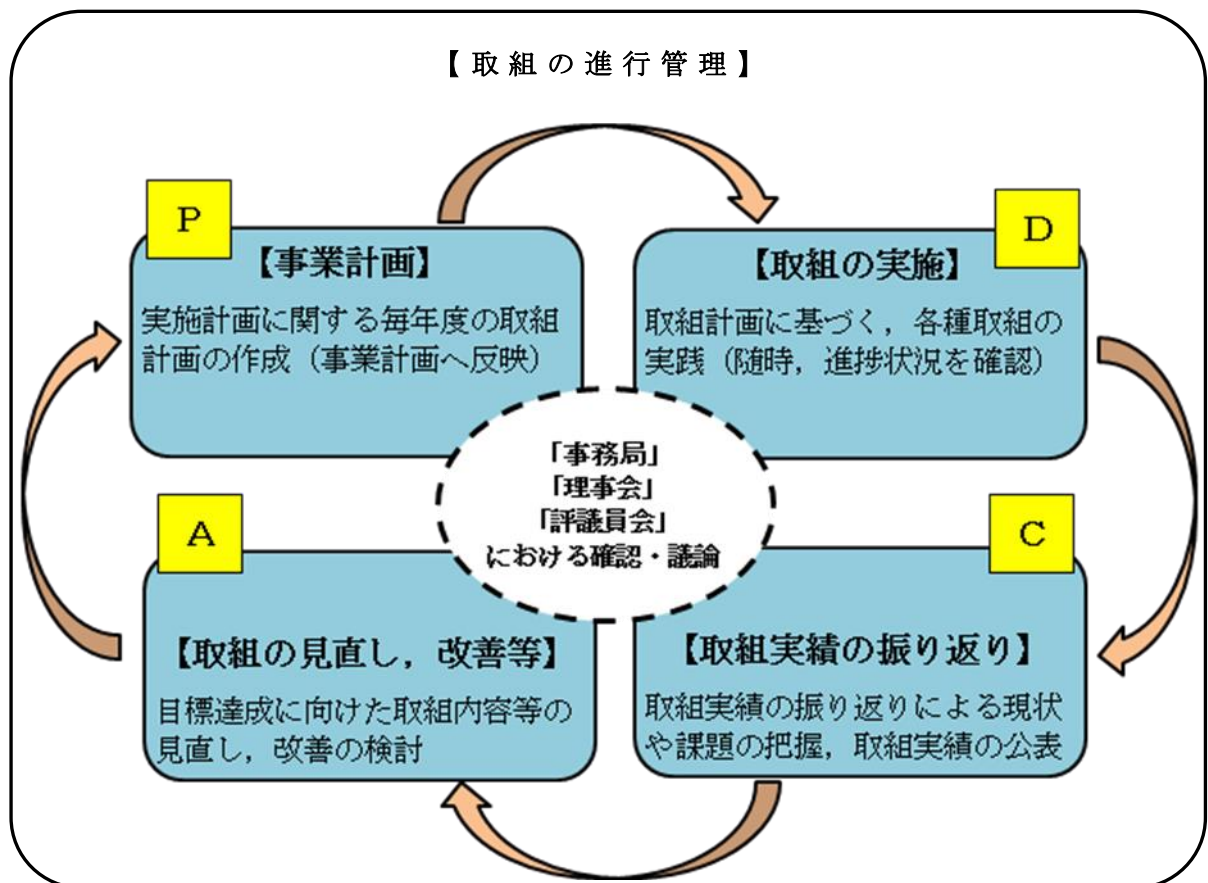 【取組の進行管理】
P
【事業計画】
実施計画に関する毎年度の取組
計画の作成（事業計画へ反映）
D
【取組の実施】
取組計画に基づく，各種取組の
実践（随時，進捗状況を確認）
「事務局」
「理事会」
「評議員会」
における確認・議論
A
【取組の見直し，改善等】
目標達成に向けた取組内容等の
見直し，改善の検討
C
【取組実績の振り返り】
取組実績の振り返りによる現状
や課題の把握，取組実績の公表